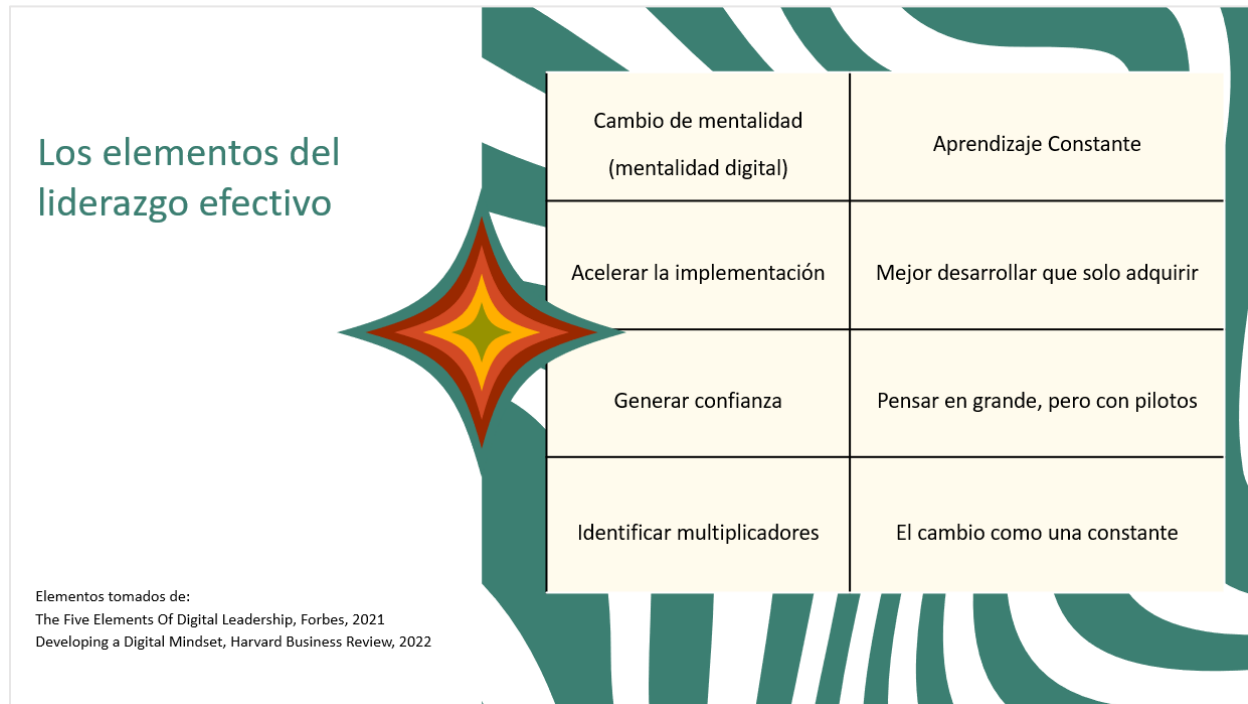 Los elementos del
liderazgo efectivo
Cambio de mentalidad
(mentalidad digital)
Aprendizaje Constante
Acelerar la implementación
Mejor desarrollar que solo adquirir
Generar confianza
Pensar en grande, pero con pilotos
Identificar multiplicadores
El cambio como una constante
Elementos tomados de:
The Five Elements Of Digital Leadership, Forbes, 2021
Developing a Digital Mindset, Harvard Business Review, 2022